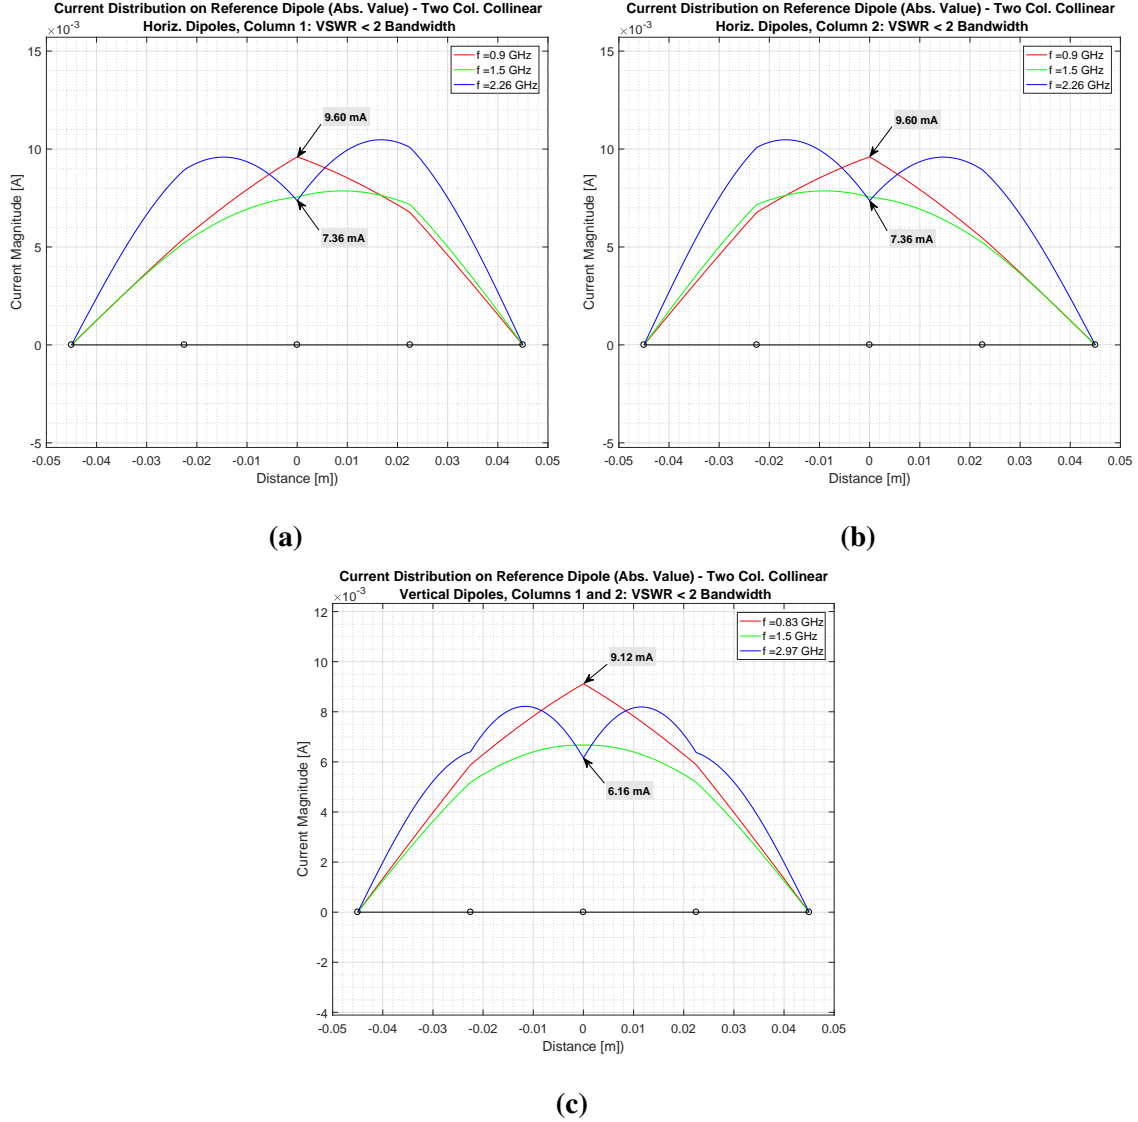 Current Distribution on Reference Dipole (Abs. Value) - Two Col. Collinear
Horiz. Dipoles, Column 1: VSWR < 2 Bandwidth
×10⁻³
15
10
5
0
-5
Current Magnitude [A]
f =0.9 GHz
f =1.5 GHz
f =2.26 GHz
9.60 mA
7.36 mA
-0.05 -0.04 -0.03 -0.02 -0.01 0 0.01 0.02 0.03 0.04 0.05
Distance [m])
(a)
Current Distribution on Reference Dipole (Abs. Value) - Two Col. Collinear
Horiz. Dipoles, Column 2: VSWR < 2 Bandwidth
×10⁻³
15
10
5
0
-5
Current Magnitude [A]
f =0.9 GHz
f =1.5 GHz
f =2.26 GHz
9.60 mA
7.36 mA
-0.05 -0.04 -0.03 -0.02 -0.01 0 0.01 0.02 0.03 0.04 0.05
Distance [m])
(b)
Current Distribution on Reference Dipole (Abs. Value) - Two Col. Collinear
Vertical Dipoles, Columns 1 and 2: VSWR < 2 Bandwidth
×10⁻³
12
10
8
6
4
2
0
-2
-4
Current Magnitude [A]
f =0.83 GHz
f =1.5 GHz
f =2.97 GHz
9.12 mA
6.16 mA
-0.05 -0.04 -0.03 -0.02 -0.01 0 0.01 0.02 0.03 0.04 0.05
Distance [m])
(c)